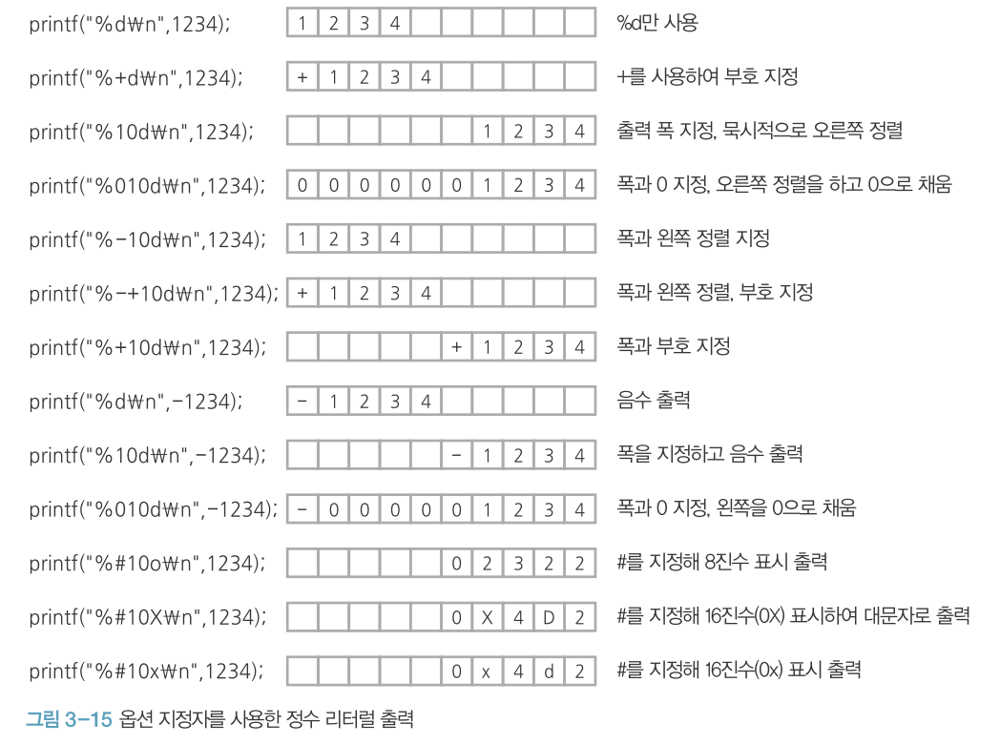 printf("%d₩n",1234); 1 2 3 4 %d만 사용
printf("%+d₩n",1234); + 1 2 3 4 +를 사용하여 부호 지정
printf("%10d₩n",1234); 1 2 3 4 출력 폭 지정, 묵시적으로 오른쪽 정렬
printf("%010d₩n",1234); 0 0 0 0 0 0 1 2 3 4 폭과 0 지정, 오른쪽 정렬을 하고 0으로 채움
printf("%-10d₩n",1234); 1 2 3 4 폭과 왼쪽 정렬 지정
printf("%-+10d₩n",1234); + 1 2 3 4 폭과 왼쪽 정렬, 부호 지정
printf("%+10d₩n",1234); + 1 2 3 4 폭과 부호 지정
printf("%d₩n",-1234); - 1 2 3 4 음수 출력
printf("%10d₩n",-1234); - 1 2 3 4 폭을 지정하고 음수 출력
printf("%010d₩n",-1234); - 0 0 0 0 0 1 2 3 4 폭과 0 지정, 왼쪽을 0으로 채움
printf("%#10o₩n",1234); 0 2 3 2 2 #를 지정해 8진수 표시 출력
printf("%#10X₩n",1234); 0 X 4 D 2 #를 지정해 16진수(0X) 표시하여 대문자로 출력
printf("%#10x₩n",1234); 0 x 4 d 2 #를 지정해 16진수(0x) 표시 출력
그림 3-15 옵션 지정자를 사용한 정수 리터럴 출력